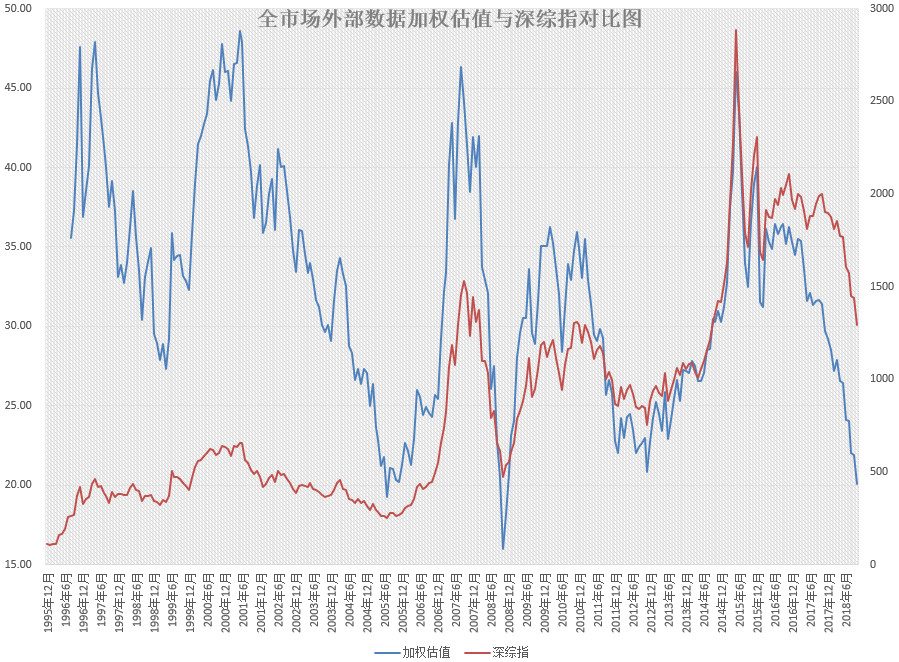 全市场外部数据加权估值与深综指对比图
50.00
45.00
40.00
35.00
30.00
25.00
20.00
15.00
3000
2500
2000
1500
1000
500
0
1995年12月
1996年6月
1996年12月
1997年6月
1997年12月
1998年6月
1998年12月
1999年6月
1999年12月
2000年6月
2000年12月
2001年6月
2001年12月
2002年6月
2002年12月
2003年6月
2003年12月
2004年6月
2004年12月
2005年6月
2005年12月
2006年6月
2006年12月
2007年6月
2007年12月
2008年6月
2008年12月
2009年6月
2009年12月
2010年6月
2010年12月
2011年6月
2011年12月
2012年6月
2012年12月
2013年6月
2013年12月
2014年6月
2014年12月
2015年6月
2015年12月
2016年6月
2016年12月
2017年6月
2017年12月
2018年6月
加权估值
深综指